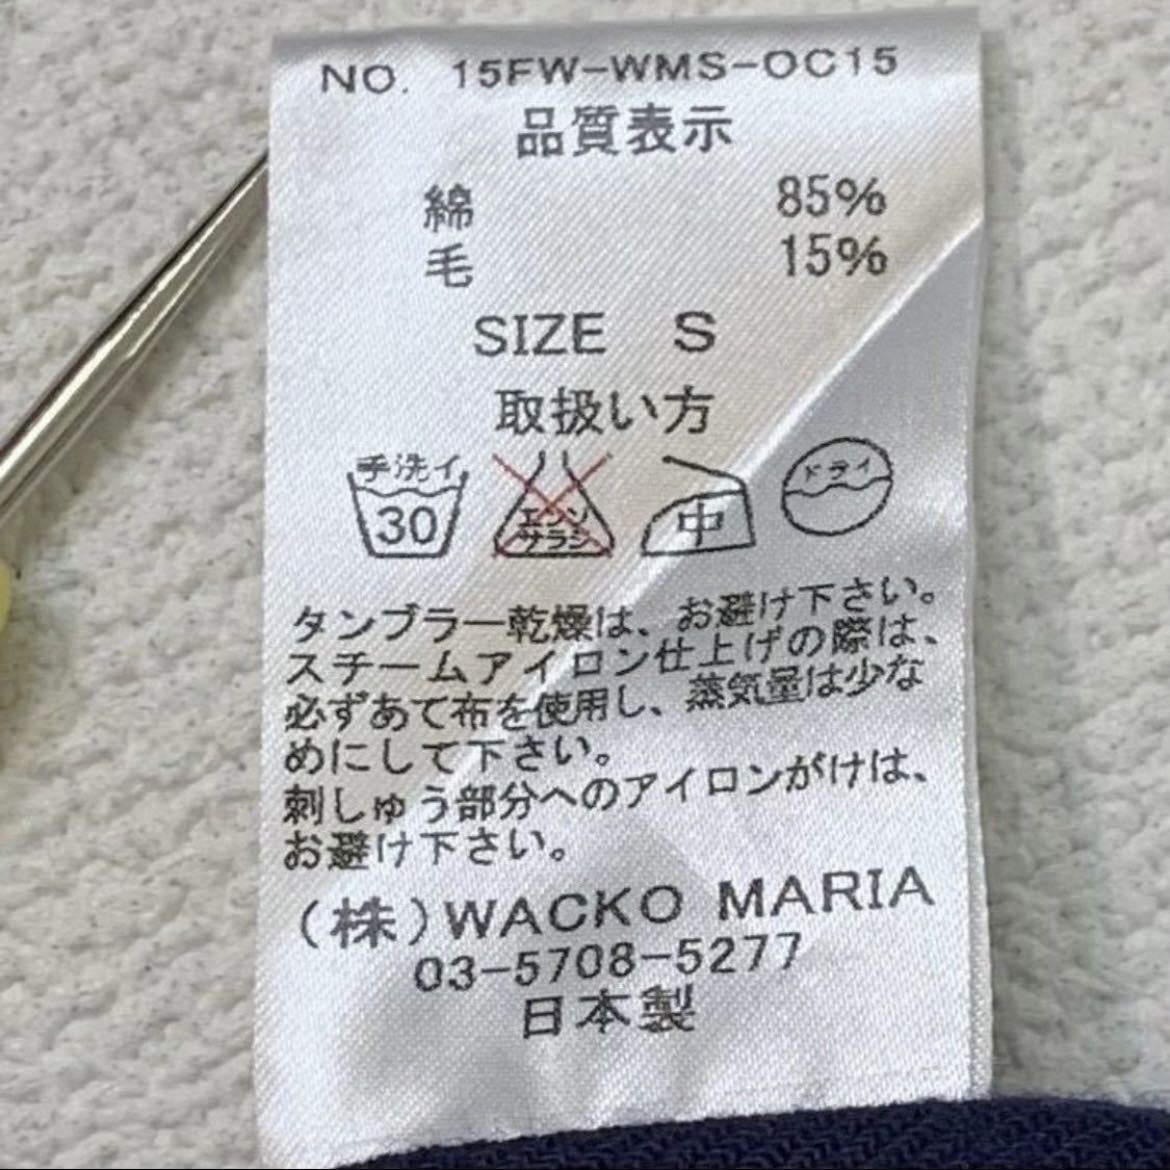 NO. 15FW-WMS-OC15
品質表示
綿 85%
毛 15%
SIZE S
取扱い方
手洗イ 30 エンソサラシ 中 ドライ
タンブラー乾燥は、お避け下さい。
スチームアイロン仕上げの際は、
必ずあて布を使用し、蒸気量は少な
めにして下さい。
刺しゅう部分へのアイロンがけは、
お避け下さい。
(株)WACKO MARIA
03-5708-5277
日本製